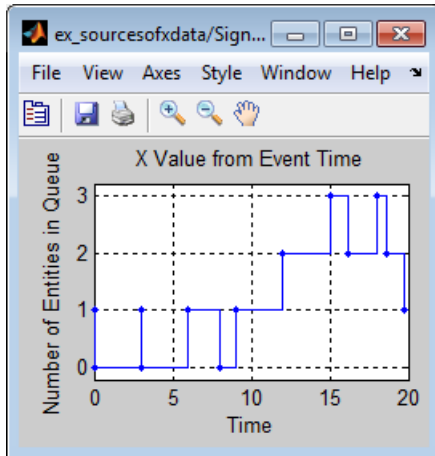 ex_sourcesofxdata/Sign...
File View Axes Style Window Help
X Value from Event Time
Number of Entities in Queue
3
2
1
0
0 5 10 15 20
Time